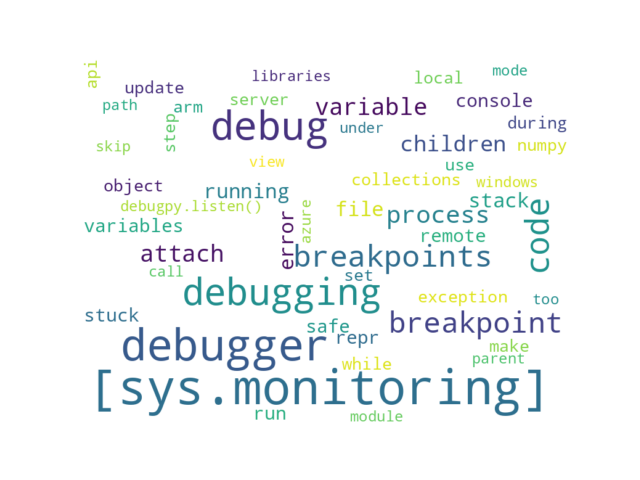 api
libraries
local
mode
update
path
arm
server
variable
console
step
debug
under
during
skip
children
numpy
view
use
object
running
collections
windows
debugpy.listen()
azure
file
process
stack
code
variables
error
remote
attach
breakpoints
call
set
debugging
exception
too
stuck
safe
repr
breakpoint
debugger
while
make
parent
[sys.monitoring]
run
module